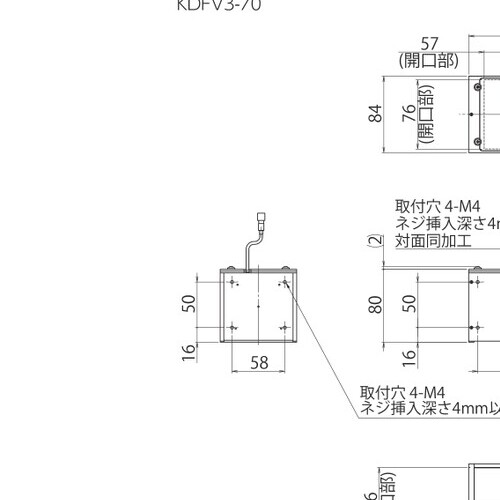 KDFV3-70
57
(開口部)
84
76
(開口部)
取付穴 4-M4
ネジ挿入深さ4m
対面同加工
(2)
80
50
50
16
16
58
取付穴 4-M4
ネジ挿入深さ4mm以
6
口部)